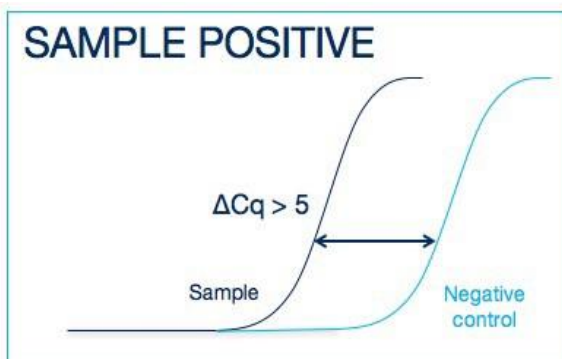 SAMPLE POSITIVE
ΔCq > 5
Sample
Negative
control